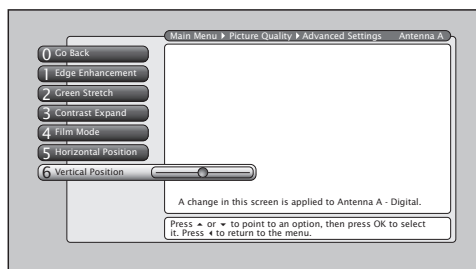 Main Menu ▶ Picture Quality ▶ Advanced Settings Antenna A
0 Go Back
1 Edge Enhancement
2 Green Stretch
3 Contrast Expand
4 Film Mode
5 Horizontal Position
6 Vertical Position
A change in this screen is applied to Antenna A - Digital.
Press ▲ or ▼ to point to an option, then press OK to select
it. Press ◀ to return to the menu.